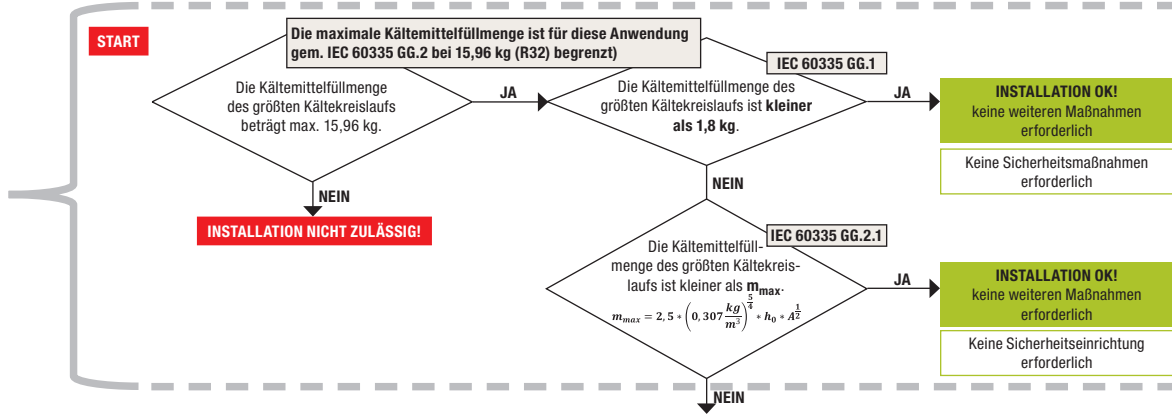 START
Die maximale Kältemittelfüllmenge ist für diese Anwendung
gem. IEC 60335 GG.2 bei 15,96 kg (R32) begrenzt)
Die Kältemittelfüllmenge
des größten Kältekreislaufs
beträgt max. 15,96 kg.
JA
NEIN
INSTALLATION NICHT ZULÄSSIG!
IEC 60335 GG.1
Die Kältemittelfüllmenge des
größten Kältekreislaufs ist kleiner
als 1,8 kg.
JA
INSTALLATION OK!
keine weiteren Maßnahmen
erforderlich
Keine Sicherheitsmaßnahmen
erforderlich
NEIN
IEC 60335 GG.2.1
Die Kältemittelfüll-
menge des größten Kältekreis-
laufs ist kleiner als m_max.
m_max = 2,5 * (0,307 kg/m³)^(5/4) * h₀ * A^(1/2)
JA
INSTALLATION OK!
keine weiteren Maßnahmen
erforderlich
Keine Sicherheitseinrichtung
erforderlich
NEIN